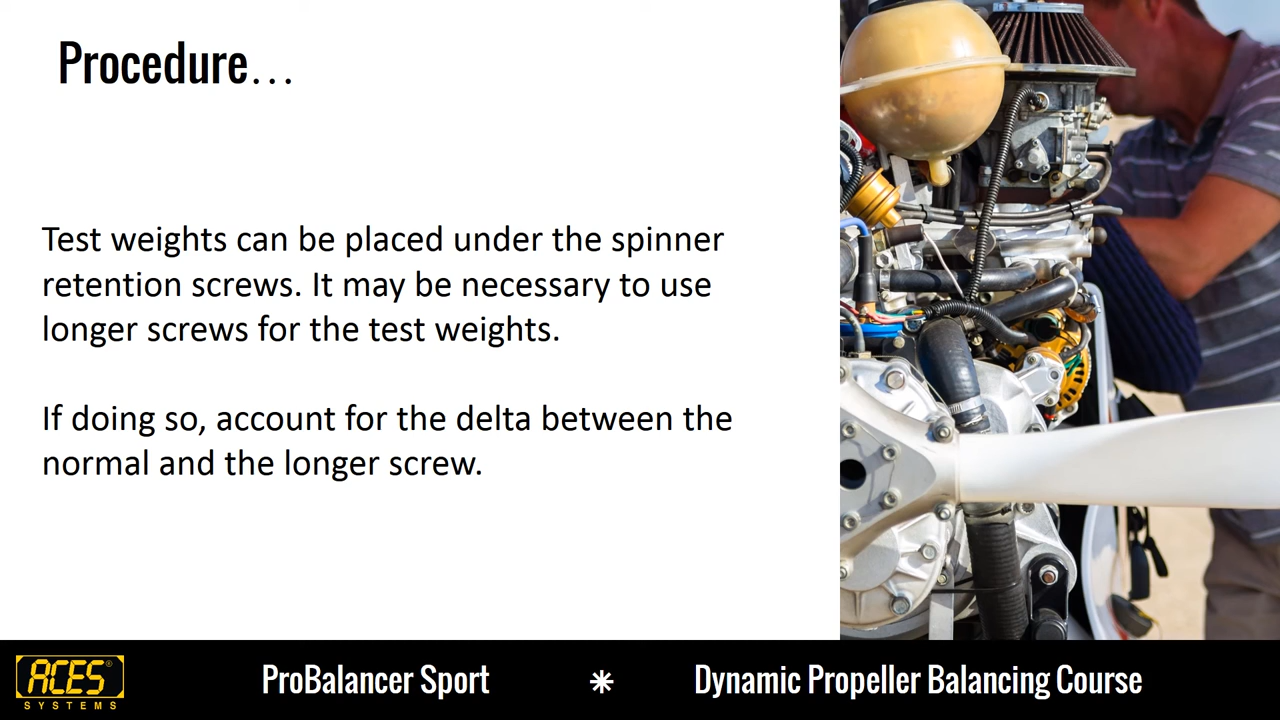 Procedure…
Test weights can be placed under the spinner
retention screws. It may be necessary to use
longer screws for the test weights.
If doing so, account for the delta between the
normal and the longer screw.
ACES®
SYSTEMS
ProBalancer Sport
Dynamic Propeller Balancing Course